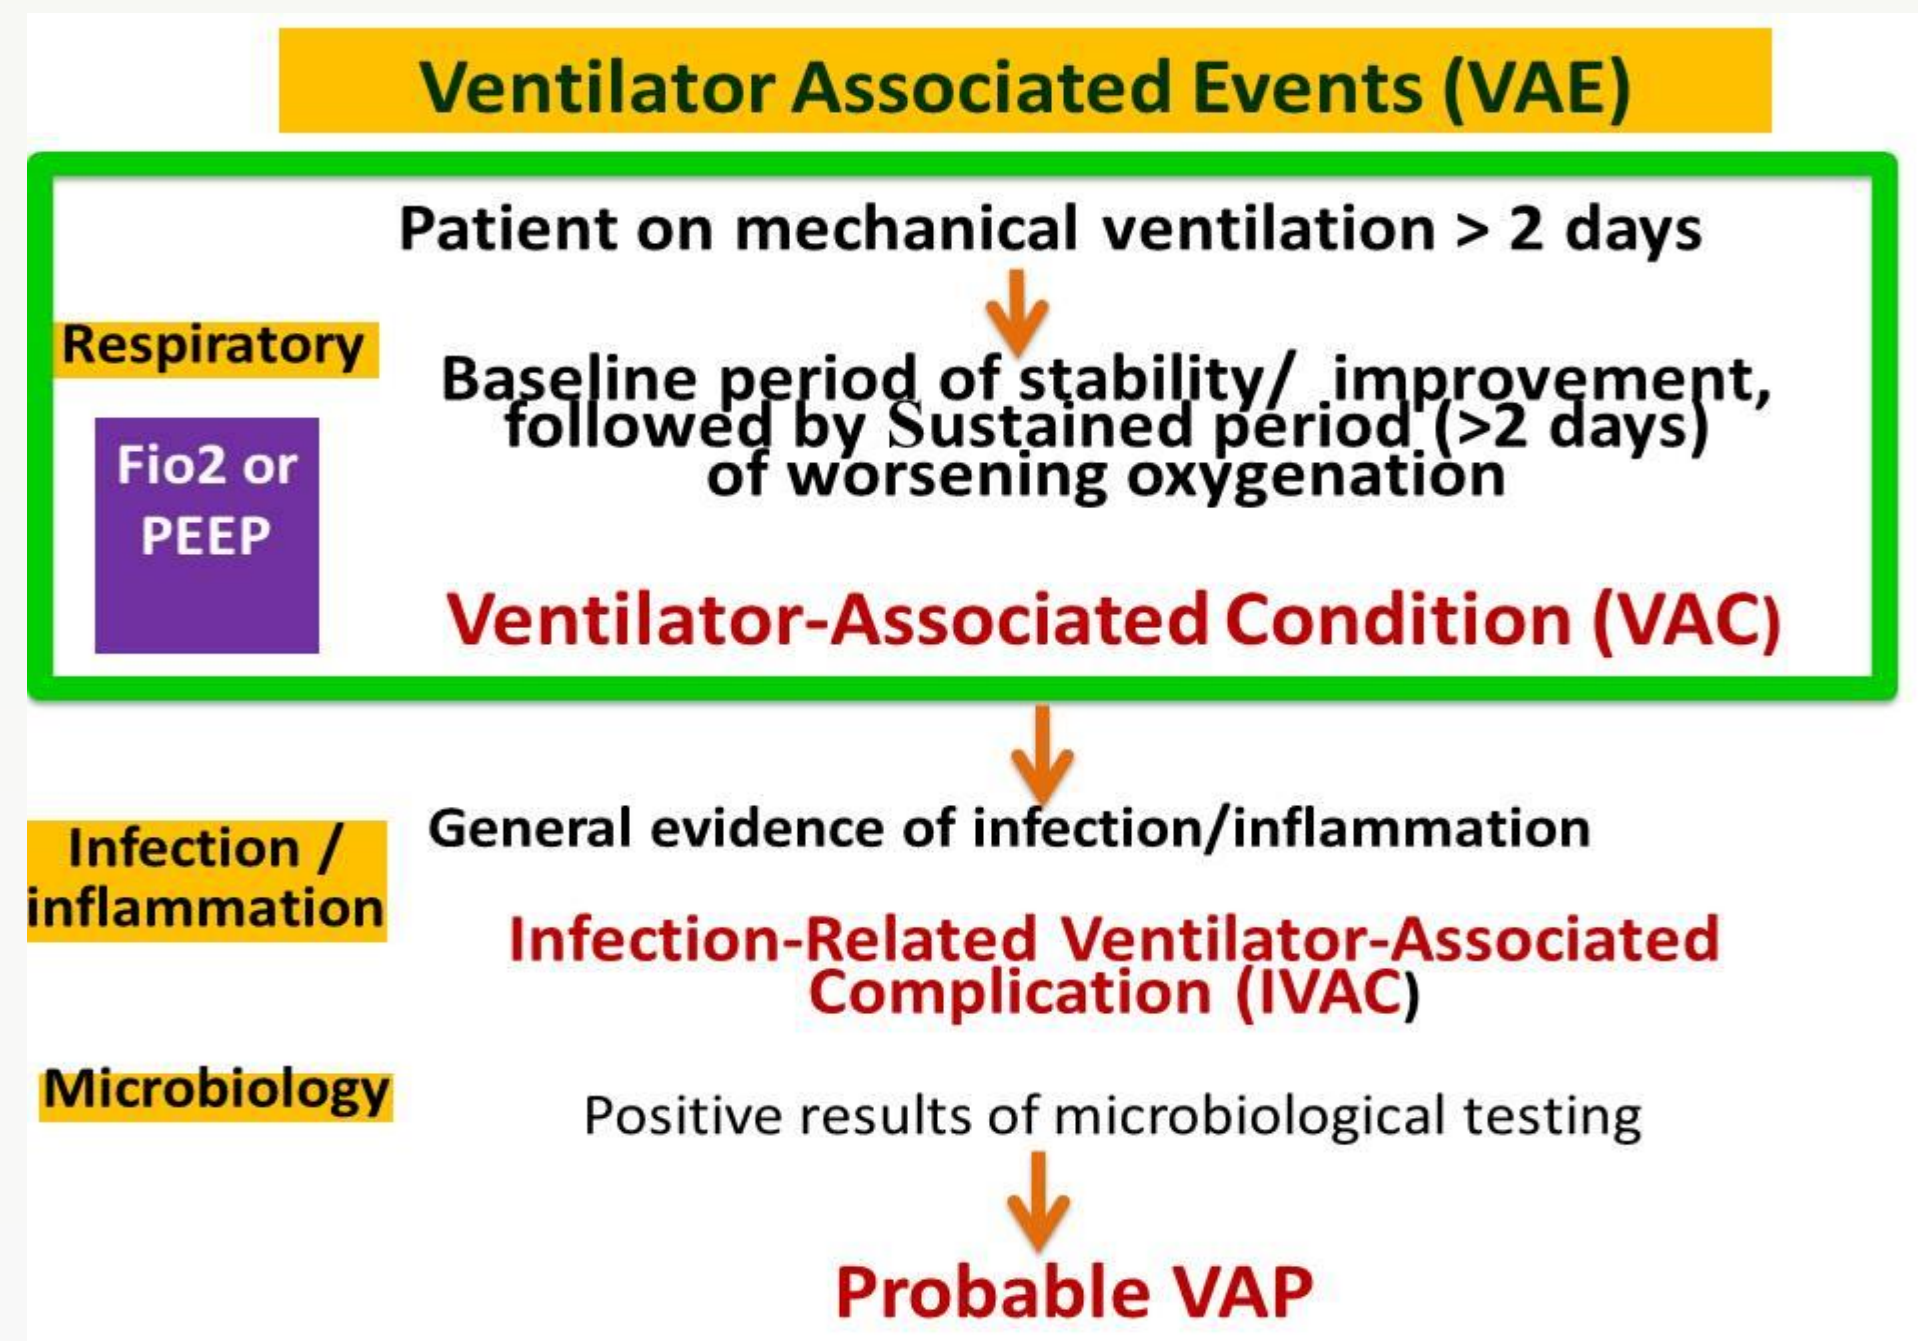 Ventilator Associated Events (VAE)
Patient on mechanical ventilation > 2 days
Respiratory
Baseline period of stability/ improvement,
followed by Sustained period (>2 days)
of worsening oxygenation
Fio2 or
PEEP
Ventilator-Associated Condition (VAC)
General evidence of infection/inflammation
Infection /
inflammation
Infection-Related Ventilator-Associated
Complication (IVAC)
Microbiology
Positive results of microbiological testing
Probable VAP